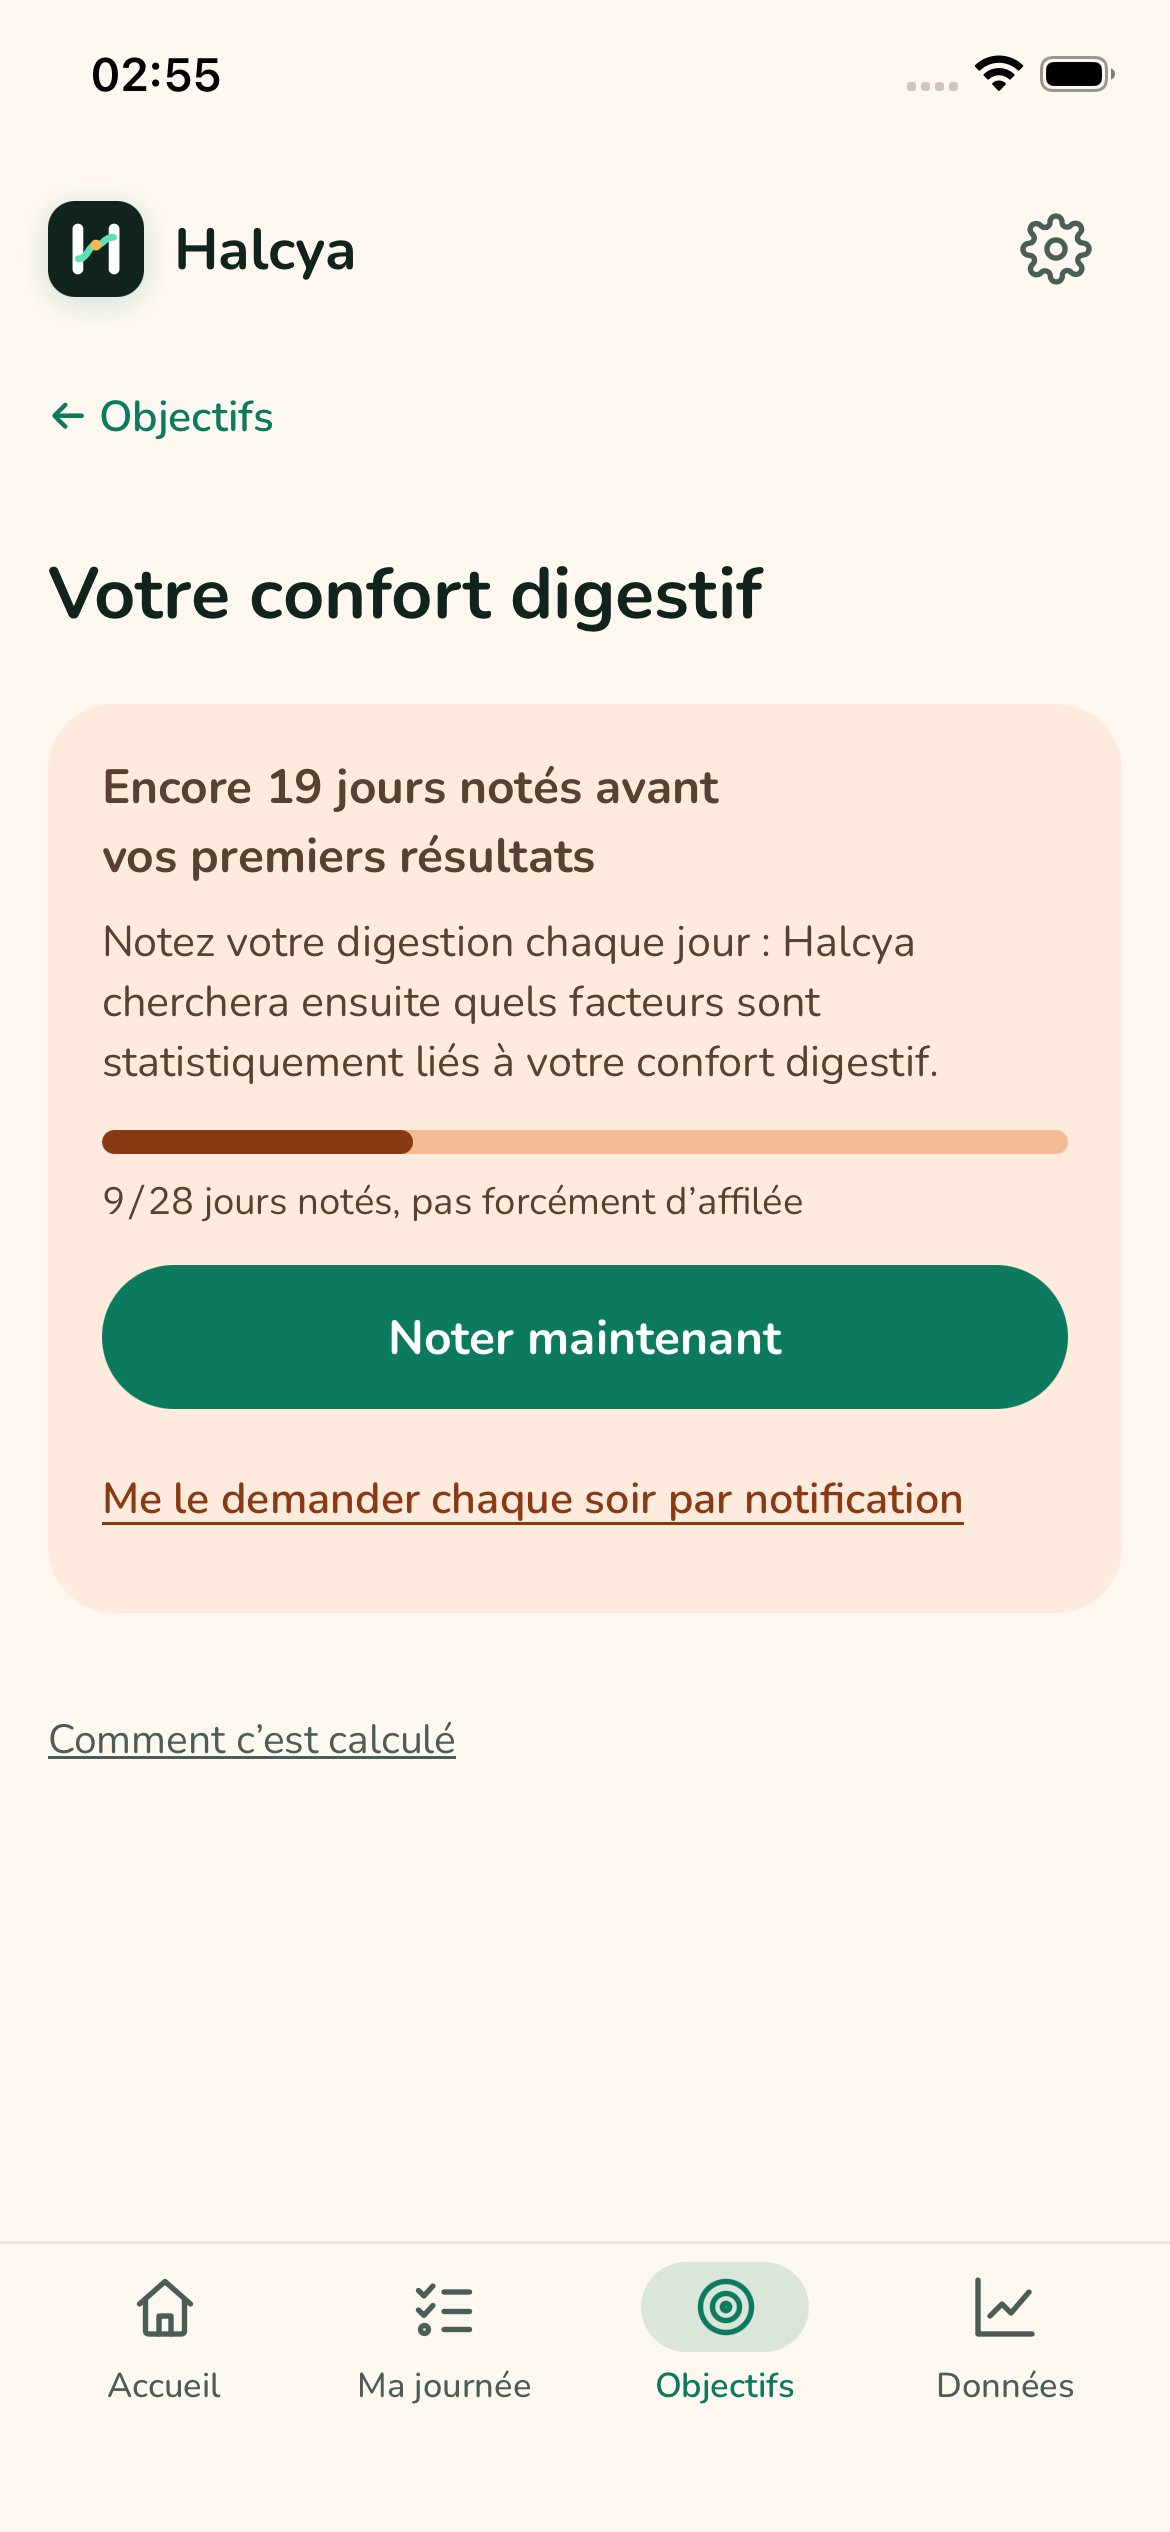 02:55
Halcya
← Objectifs
Votre confort digestif
Encore 19 jours notés avant
vos premiers résultats
Notez votre digestion chaque jour : Halcya
cherchera ensuite quels facteurs sont
statistiquement liés à votre confort digestif.
9/28 jours notés, pas forcément d’affilée
Noter maintenant
Me le demander chaque soir par notification
Comment c’est calculé
Accueil
Ma journée
Objectifs
Données